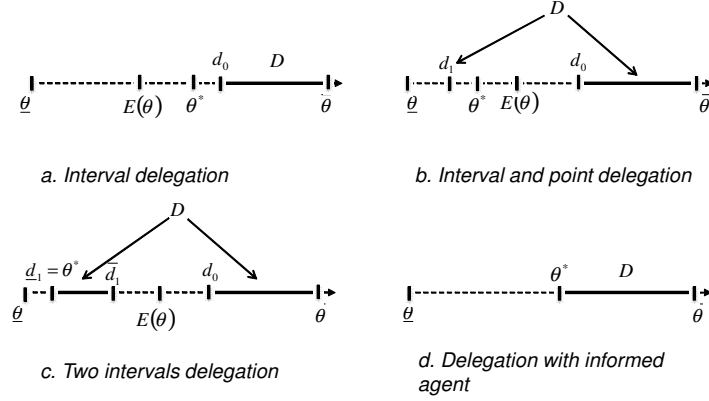 d₀ D
θ̲ E(θ) θ* θ̄
a. Interval delegation
D
d₁ d₀
θ̲ θ* E(θ) θ̄
b. Interval and point delegation
D
d̲₁ = θ* d̄₁ d₀
θ̲ E(θ) θ
c. Two intervals delegation
θ* D
θ̲ θ
d. Delegation with informed
agent